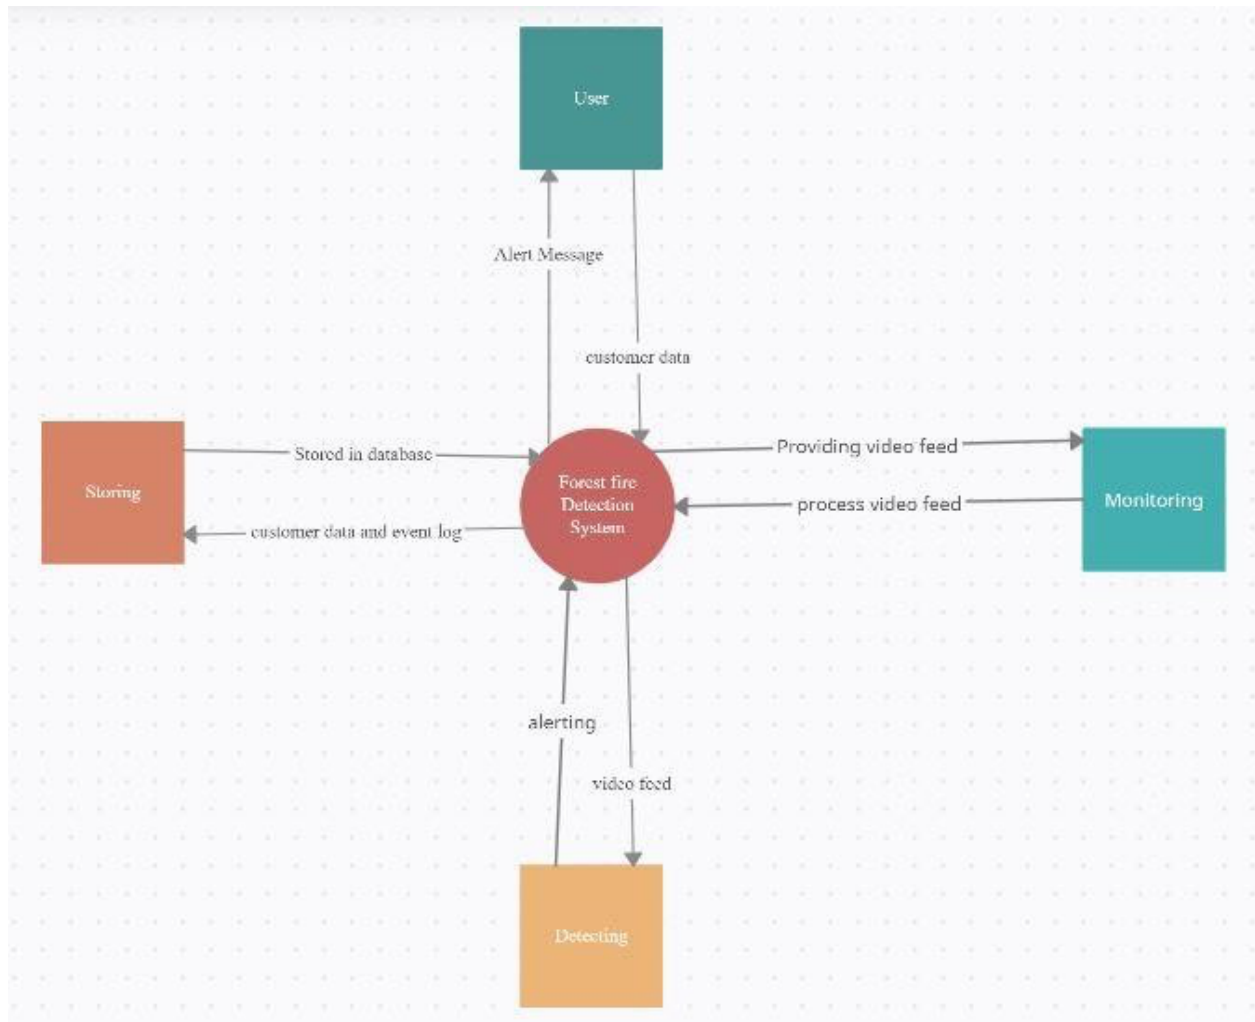 User
Alert Message
customer data
Stored in database
Providing video feed
Storing
Forest fire
Detection
System
process video feed
Monitoring
customer data and event log
alerting
video feed
Detecting